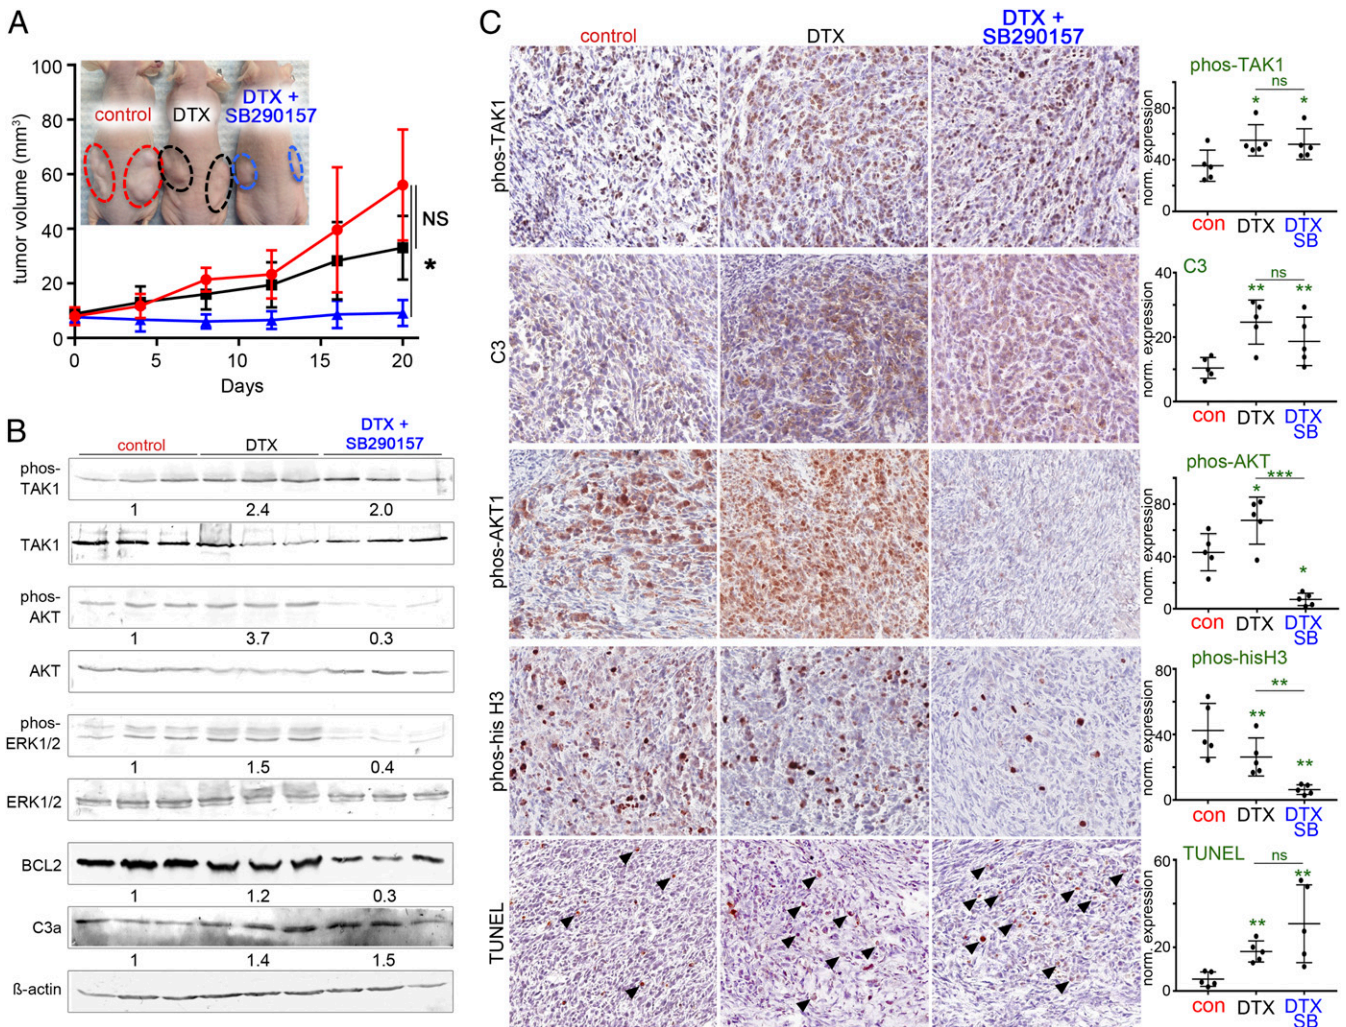 A
100
80
60
40
20
0
tumor volume (mm³)
control
DTX
DTX +
SB290157
NS
*
0
5
10
15
20
Days
B
control
DTX
DTX +
SB290157
phos-
TAK1
1
2.4
2.0
TAK1
phos-
AKT
1
3.7
0.3
AKT
phos-
ERK1/2
1
1.5
0.4
ERK1/2
BCL2
1
1.2
0.3
C3a
1
1.4
1.5
ß-actin
C
control
DTX
DTX +
SB290157
phos-TAK1
phos-TAK1
ns
*
*
80
40
0
norm. expression
con
DTX
DTX
SB
C3
C3
ns
**
**
40
20
0
norm. expression
con
DTX
DTX
SB
phos-AKT1
phos-AKT
***
*
*
80
40
0
norm. expression
con
DTX
DTX
SB
phos-his H3
phos-hisH3
**
**
**
80
40
0
norm. expression
con
DTX
DTX
SB
TUNEL
TUNEL
ns
**
**
60
20
0
norm. expression
con
DTX
DTX
SB